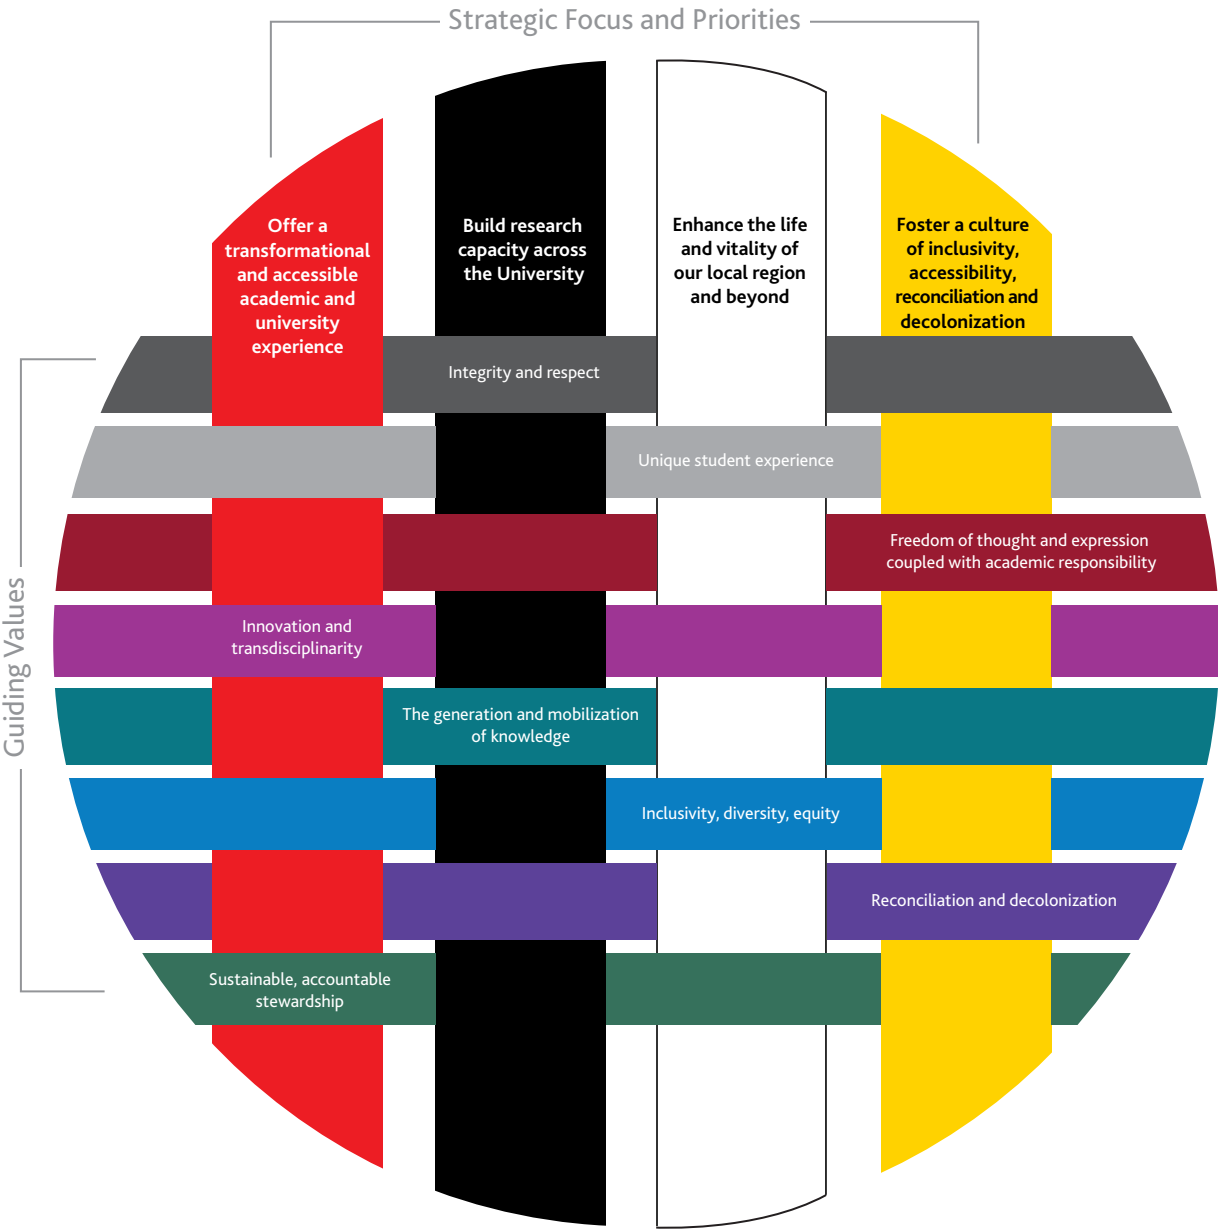 Strategic Focus and Priorities
Offer a
transformational
and accessible
academic and
university
experience
Build research
capacity across
the University
Enhance the life
and vitality of
our local region
and beyond
Foster a culture
of inclusivity,
accessibility,
reconciliation and
decolonization
Guiding Values
Integrity and respect
Unique student experience
Freedom of thought and expression
coupled with academic responsibility
Innovation and
transdisciplinarity
The generation and mobilization
of knowledge
Inclusivity, diversity, equity
Reconciliation and decolonization
Sustainable, accountable
stewardship